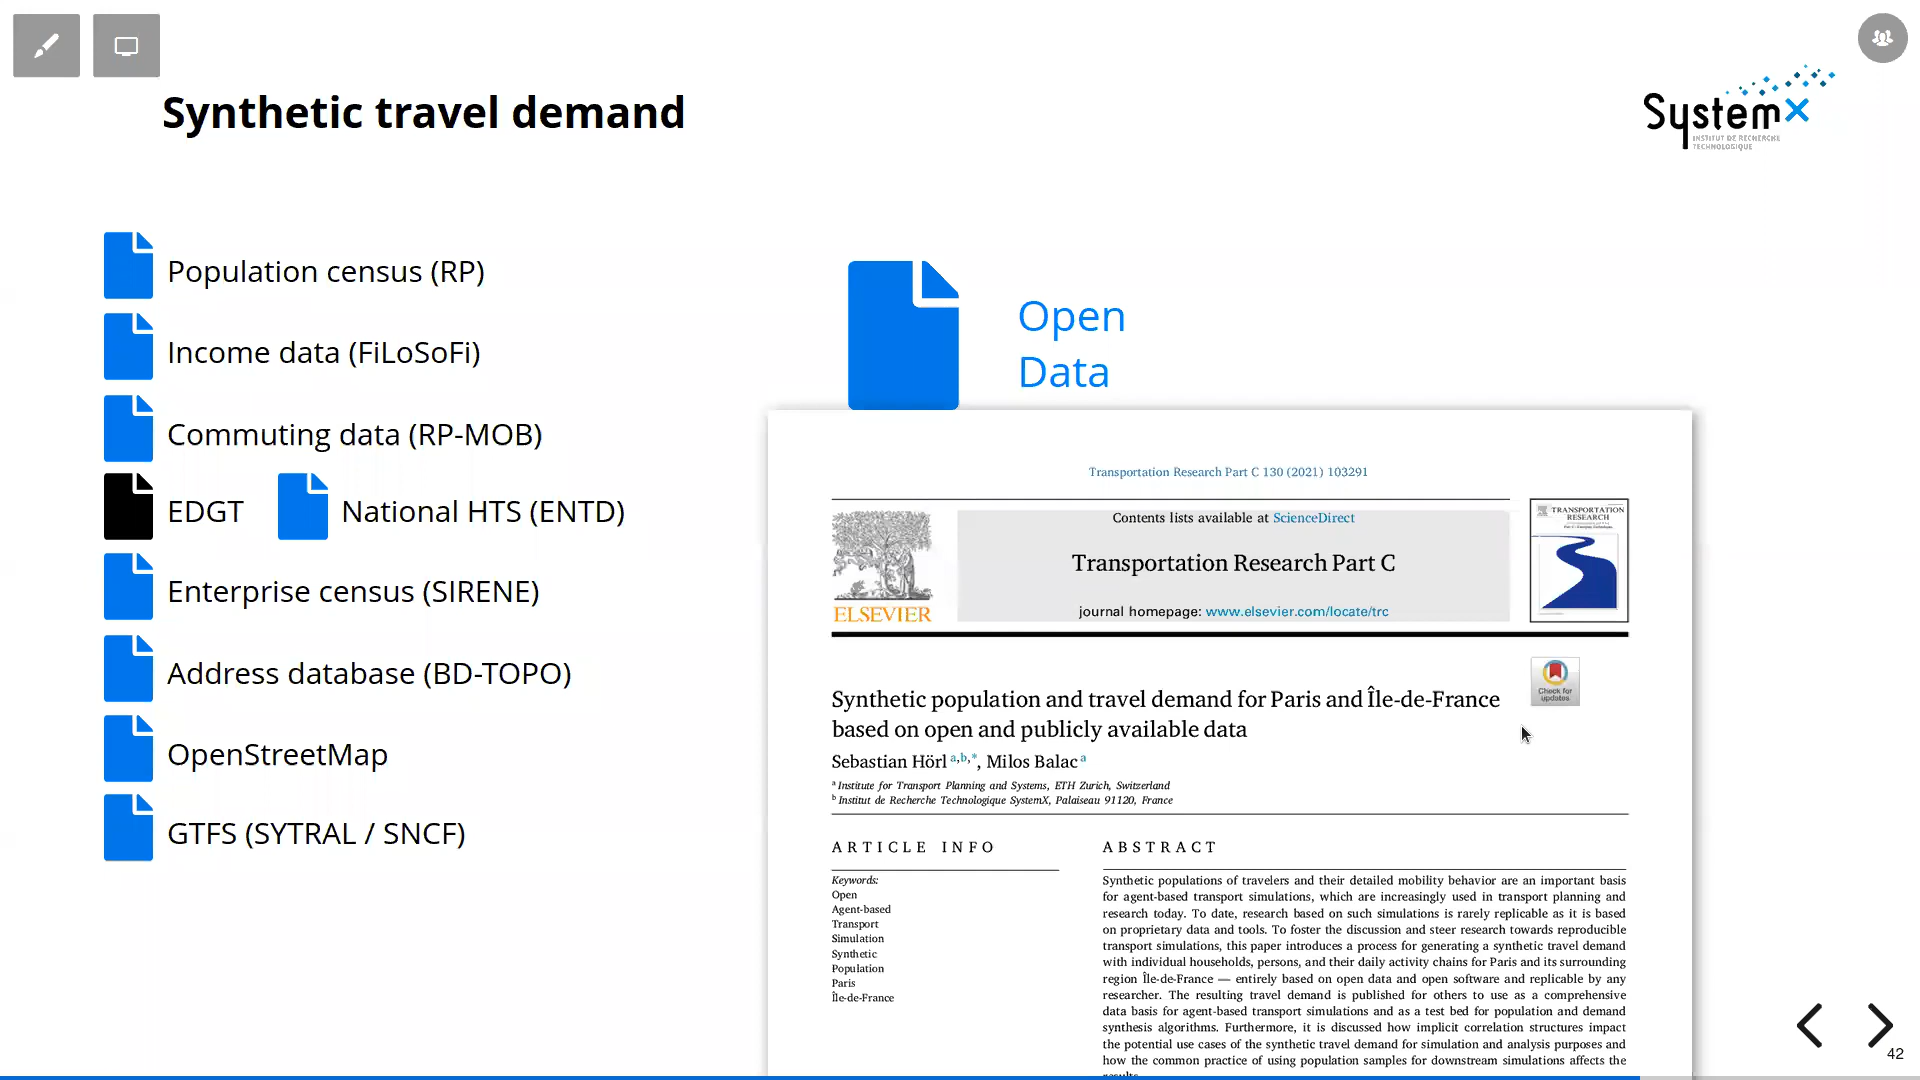 Synthetic travel demand
SystemX
INSTITUT DE RECHERCHE
TECHNOLOGIQUE
Population census (RP)
Income data (FiLoSoFi)
Commuting data (RP-MOB)
EDGT
National HTS (ENTD)
Enterprise census (SIRENE)
Address database (BD-TOPO)
OpenStreetMap
GTFS (SYTRAL / SNCF)
Open
Data
Transportation Research Part C 130 (2021) 103291
Contents lists available at ScienceDirect
Transportation Research Part C
journal homepage: www.elsevier.com/locate/trc
ELSEVIER
TRANSPORTATION
RESEARCH
Check for
updates
Synthetic population and travel demand for Paris and Île-de-France
based on open and publicly available data
Sebastian Hörl a,b,*, Milos Balac a
a Institute for Transport Planning and Systems, ETH Zurich, Switzerland
b Institut de Recherche Technologique SystemX, Palaiseau 91120, France
ARTICLE INFO
Keywords:
Open
Agent-based
Transport
Simulation
Synthetic
Population
Paris
Île-de-France
ABSTRACT
Synthetic populations of travelers and their detailed mobility behavior are an important basis
for agent-based transport simulations, which are increasingly used in transport planning and
research today. To date, research based on such simulations is rarely replicable as it is based
on proprietary data and tools. To foster the discussion and steer research towards reproducible
transport simulations, this paper introduces a process for generating a synthetic travel demand
with individual households, persons, and their daily activity chains for Paris and its surrounding
region Île-de-France — entirely based on open data and open software and replicable by any
researcher. The resulting travel demand is published for others to use as a comprehensive
data basis for agent-based transport simulations and as a test bed for population and demand
synthesis algorithms. Furthermore, it is discussed how implicit correlation structures impact
the potential use cases of the synthetic travel demand for simulation and analysis purposes and
how the common practice of using population samples for downstream simulations affects the
results.
42